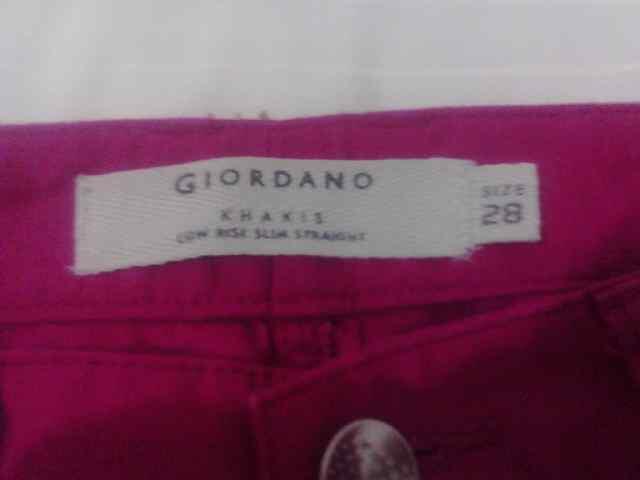 GIORDANO
KHAKIS
LOW RISE SLIM STRAIGHT
SIZE
28